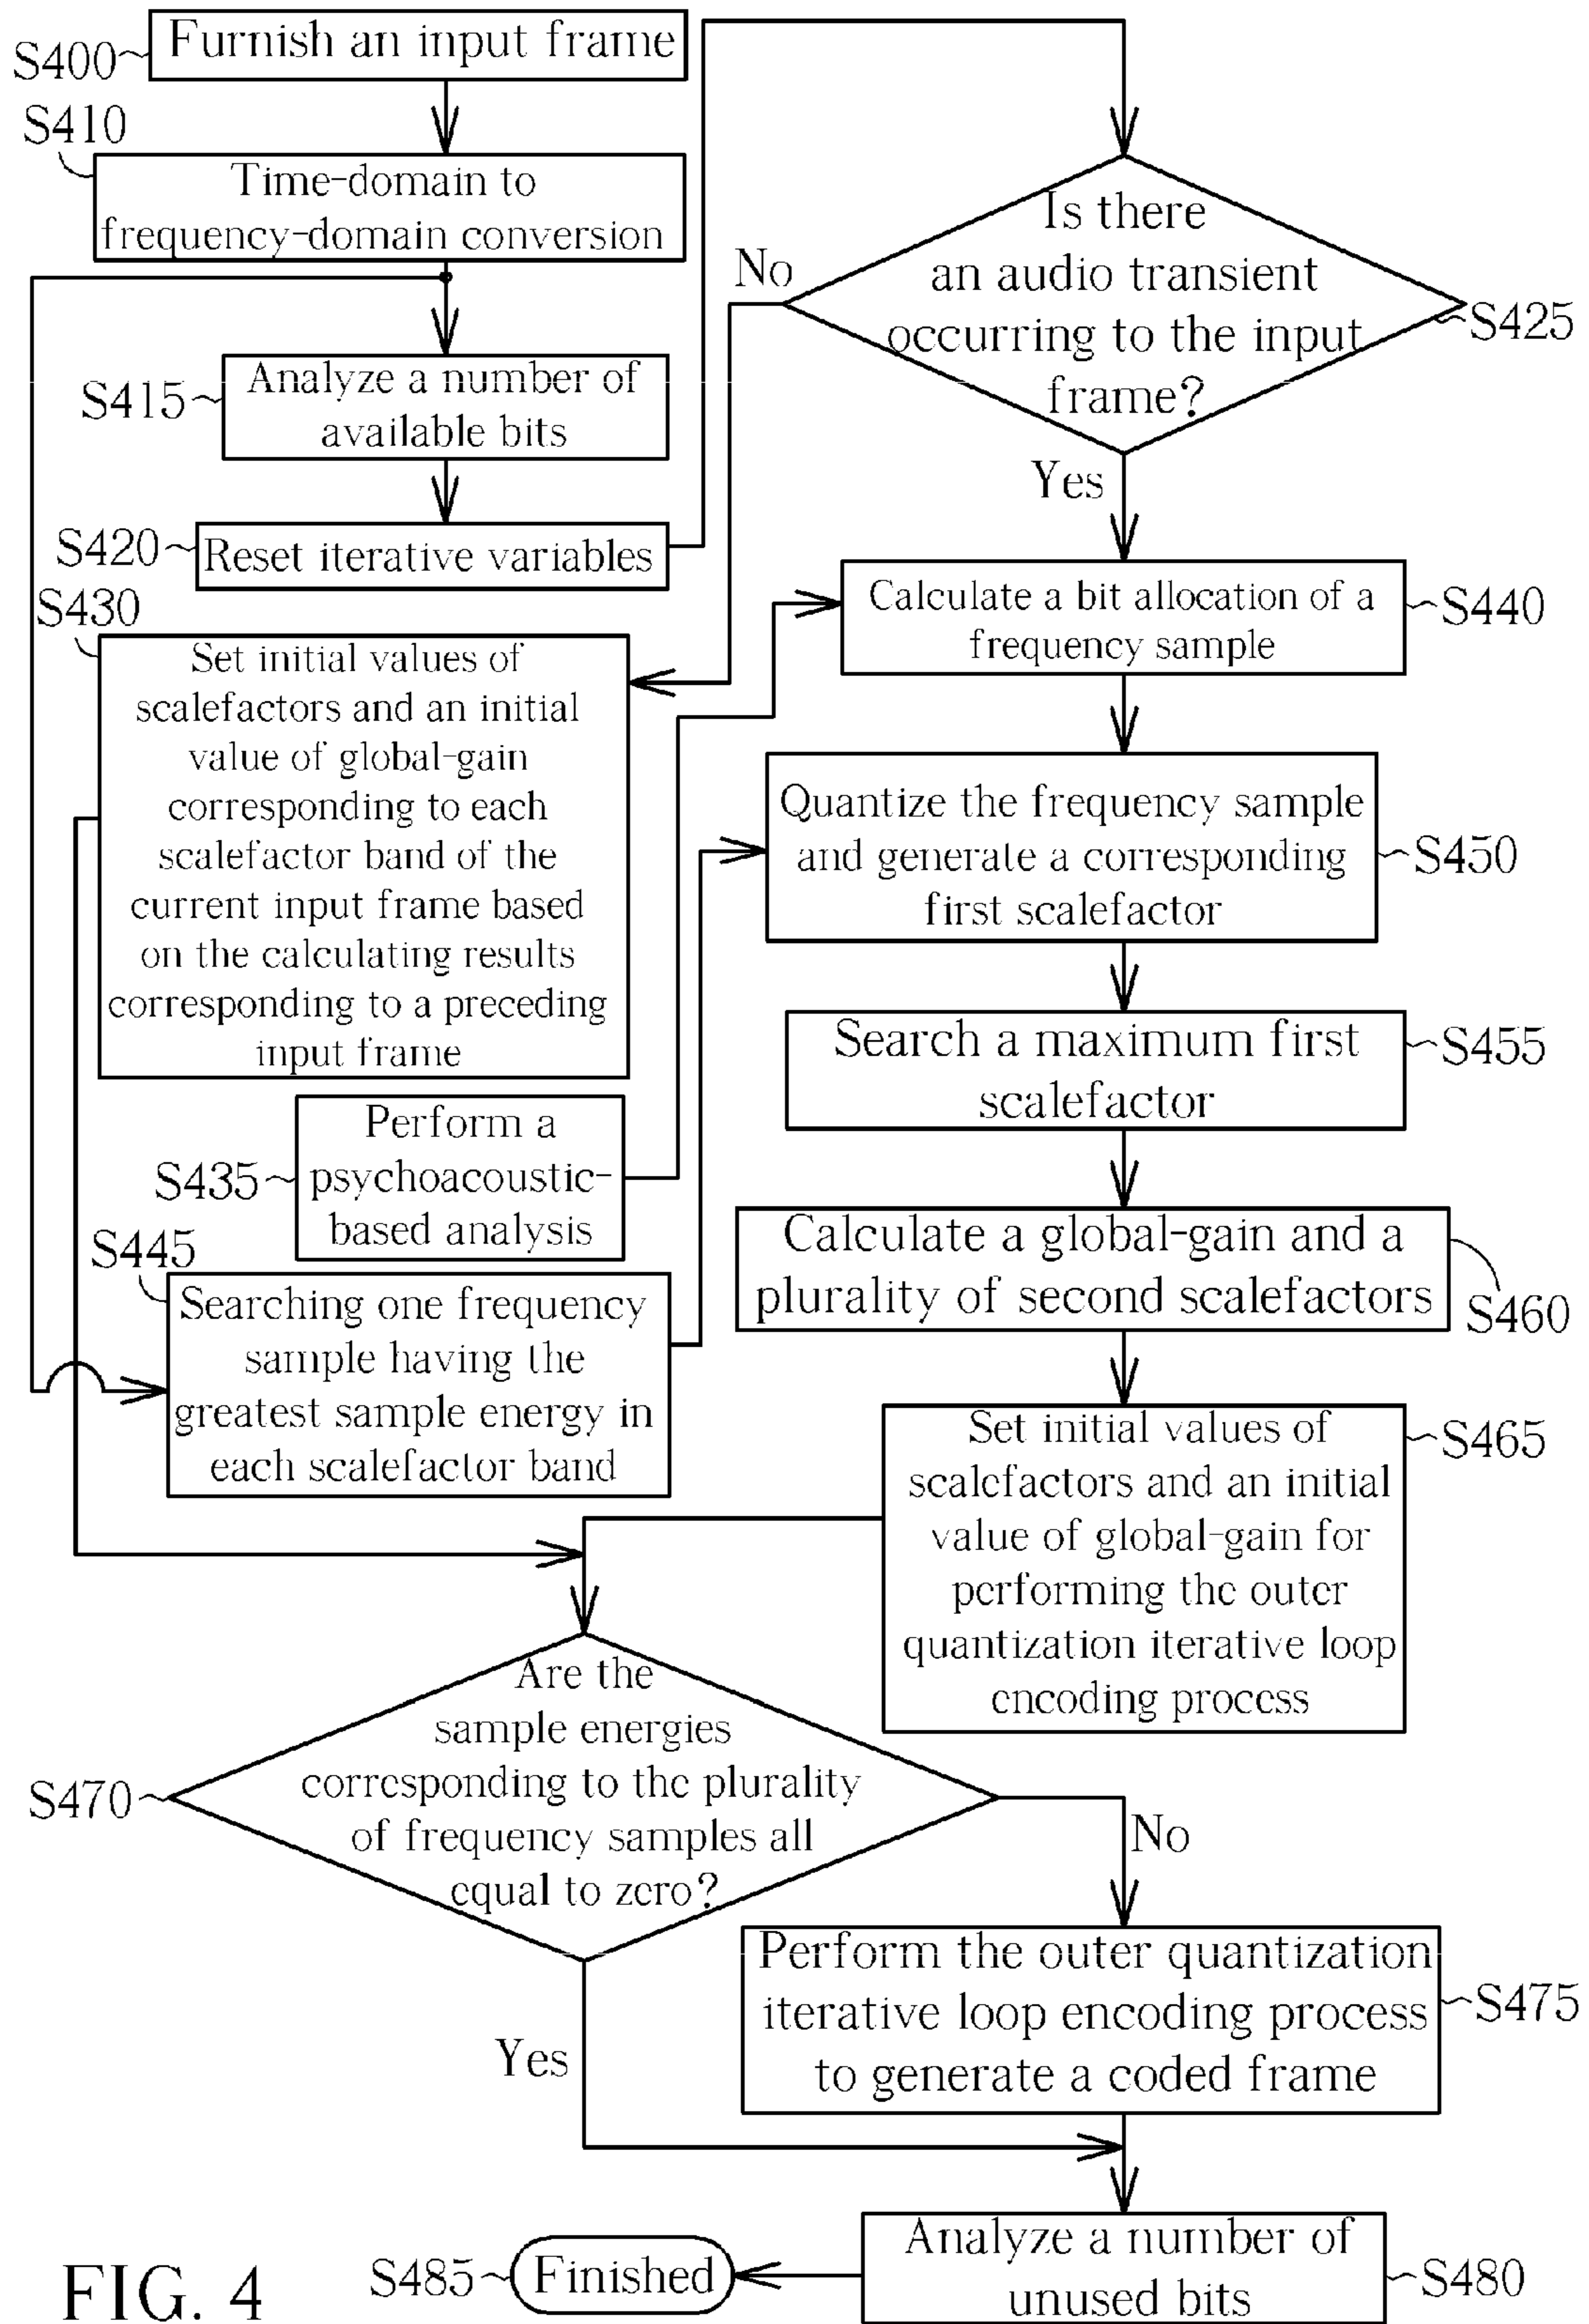 S400
Furnish an input frame
S410
Time-domain to
frequency-domain conversion
S415
Analyze a number of
available bits
S420
Reset iterative variables
Is there
an audio transient
occurring to the input
frame?
S425
No
Yes
S430
Set initial values of
scalefactors and an initial
value of global-gain
corresponding to each
scalefactor band of the
current input frame based
on the calculating results
corresponding to a preceding
input frame
S435
Perform a
psychoacoustic-
based analysis
Calculate a bit allocation of a
frequency sample
S440
S445
Searching one frequency
sample having the
greatest sample energy in
each scalefactor band
Quantize the frequency sample
and generate a corresponding
first scalefactor
S450
Search a maximum first
scalefactor
S455
Calculate a global-gain and a
plurality of second scalefactors
S460
Set initial values of
scalefactors and an initial
value of global-gain for
performing the outer
quantization iterative loop
encoding process
S465
S470
Are the
sample energies
corresponding to the plurality
of frequency samples all
equal to zero?
No
Yes
Perform the outer quantization
iterative loop encoding process
to generate a coded frame
S475
Analyze a number of
unused bits
S480
S485
Finished
FIG. 4